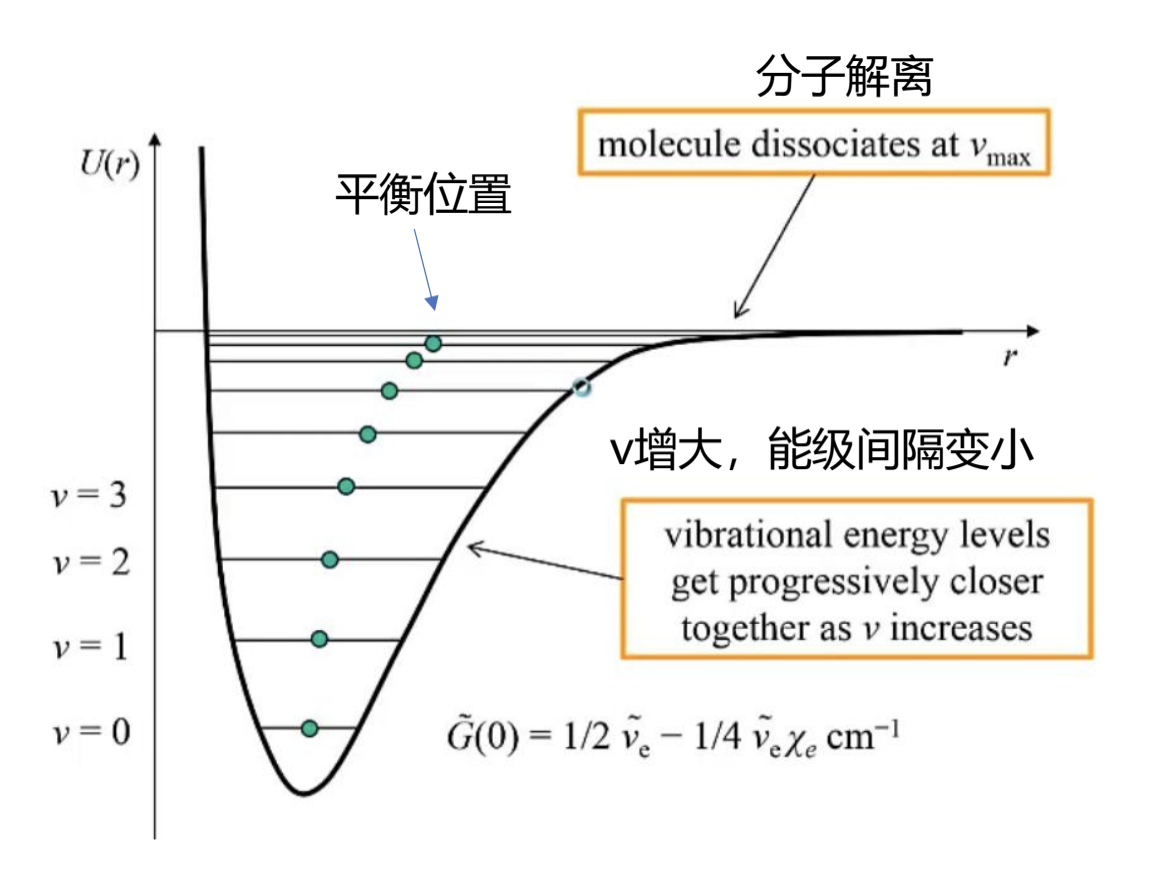 分子解离
molecule dissociates at v_max
U(r)
平衡位置
r
v增大，能级间隔变小
v = 3
vibrational energy levels
v = 2
get progressively closer
together as v increases
v = 1
v = 0
G̃(0) = 1/2 ṽₑ − 1/4 ṽₑχₑ cm⁻¹